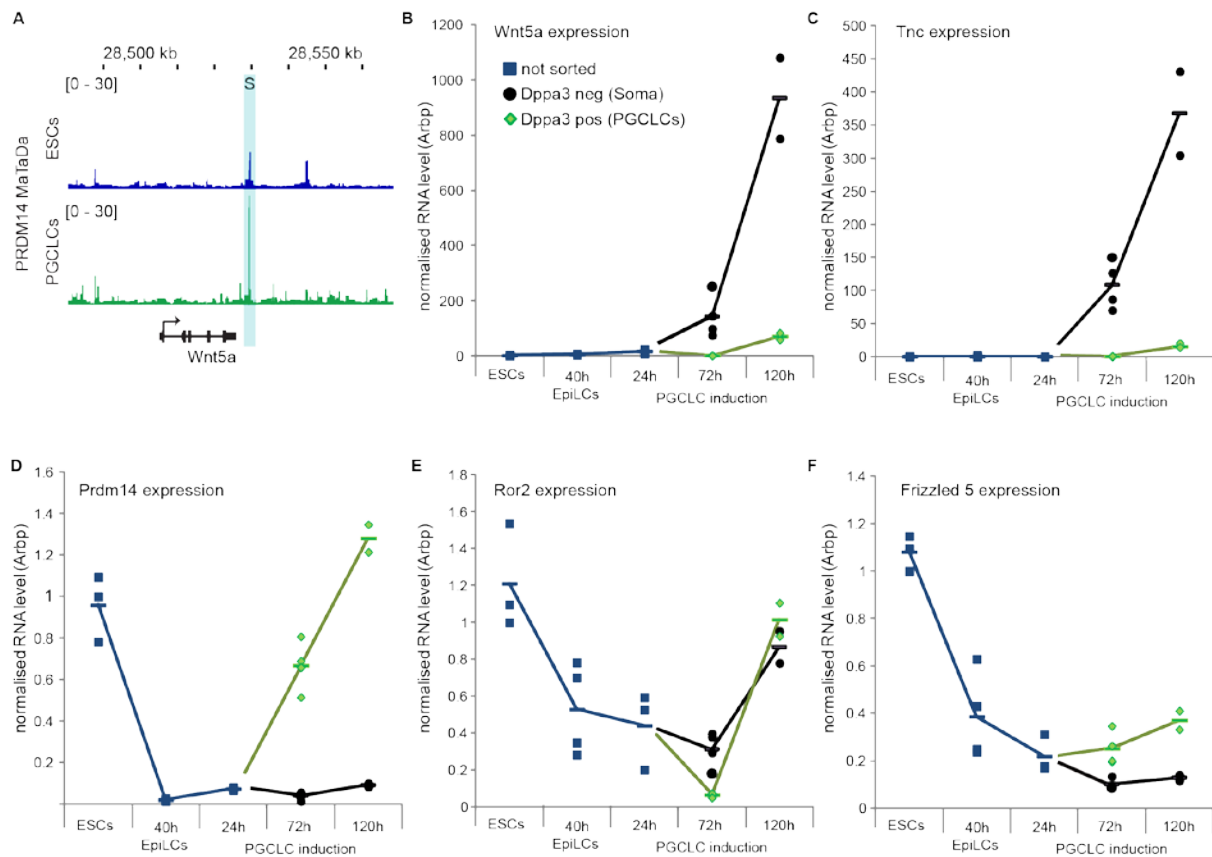 A
28,500 kb
28,550 kb
[0 - 30]
S
PRDM14 MaTaDa
ESCs
[0 - 30]
PGCLCs
Wnt5a
B
Wnt5a expression
not sorted
Dppa3 neg (Soma)
Dppa3 pos (PGCLCs)
normalised RNA level (Arbp)
1200
1000
800
600
400
200
0
ESCs
40h
24h
72h
120h
EpiLCs
PGCLC induction
C
Tnc expression
normalised RNA level (Arbp)
500
450
400
350
300
250
200
150
100
50
0
ESCs
40h
24h
72h
120h
EpiLCs
PGCLC induction
D
Prdm14 expression
normalised RNA level (Arbp)
1.6
1.4
1.2
1
0.8
0.6
0.4
0.2
ESCs
40h
24h
72h
120h
EpiLCs
PGCLC induction
E
Ror2 expression
normalised RNA level (Arbp)
1.8
1.6
1.4
1.2
1
0.8
0.6
0.4
0.2
0
ESCs
40h
24h
72h
120h
EpiLCs
PGCLC induction
F
Frizzled 5 expression
normalised RNA level (Arbp)
1.4
1.2
1
0.8
0.6
0.4
0.2
0
ESCs
40h
24h
72h
120h
EpiLCs
PGCLC induction